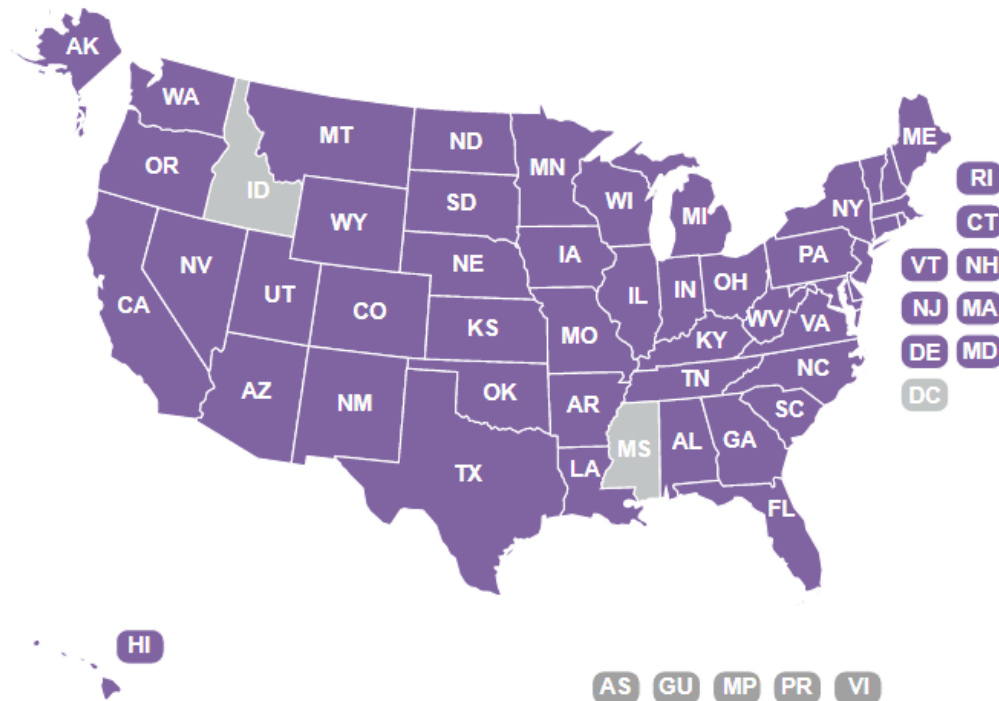 AK
WA
MT
ND
MN
ME
OR
ID
SD
WI
MI
NY
RI
WY
CT
NV
NE
IA
PA
VT NH
UT
CO
IL
IN
OH
CA
KS
MO
WV
VA
NJ MA
KY
DE MD
AZ
NM
OK
AR
TN
NC
DC
SC
TX
LA
MS
AL
GA
FL
HI
AS GU MP PR VI